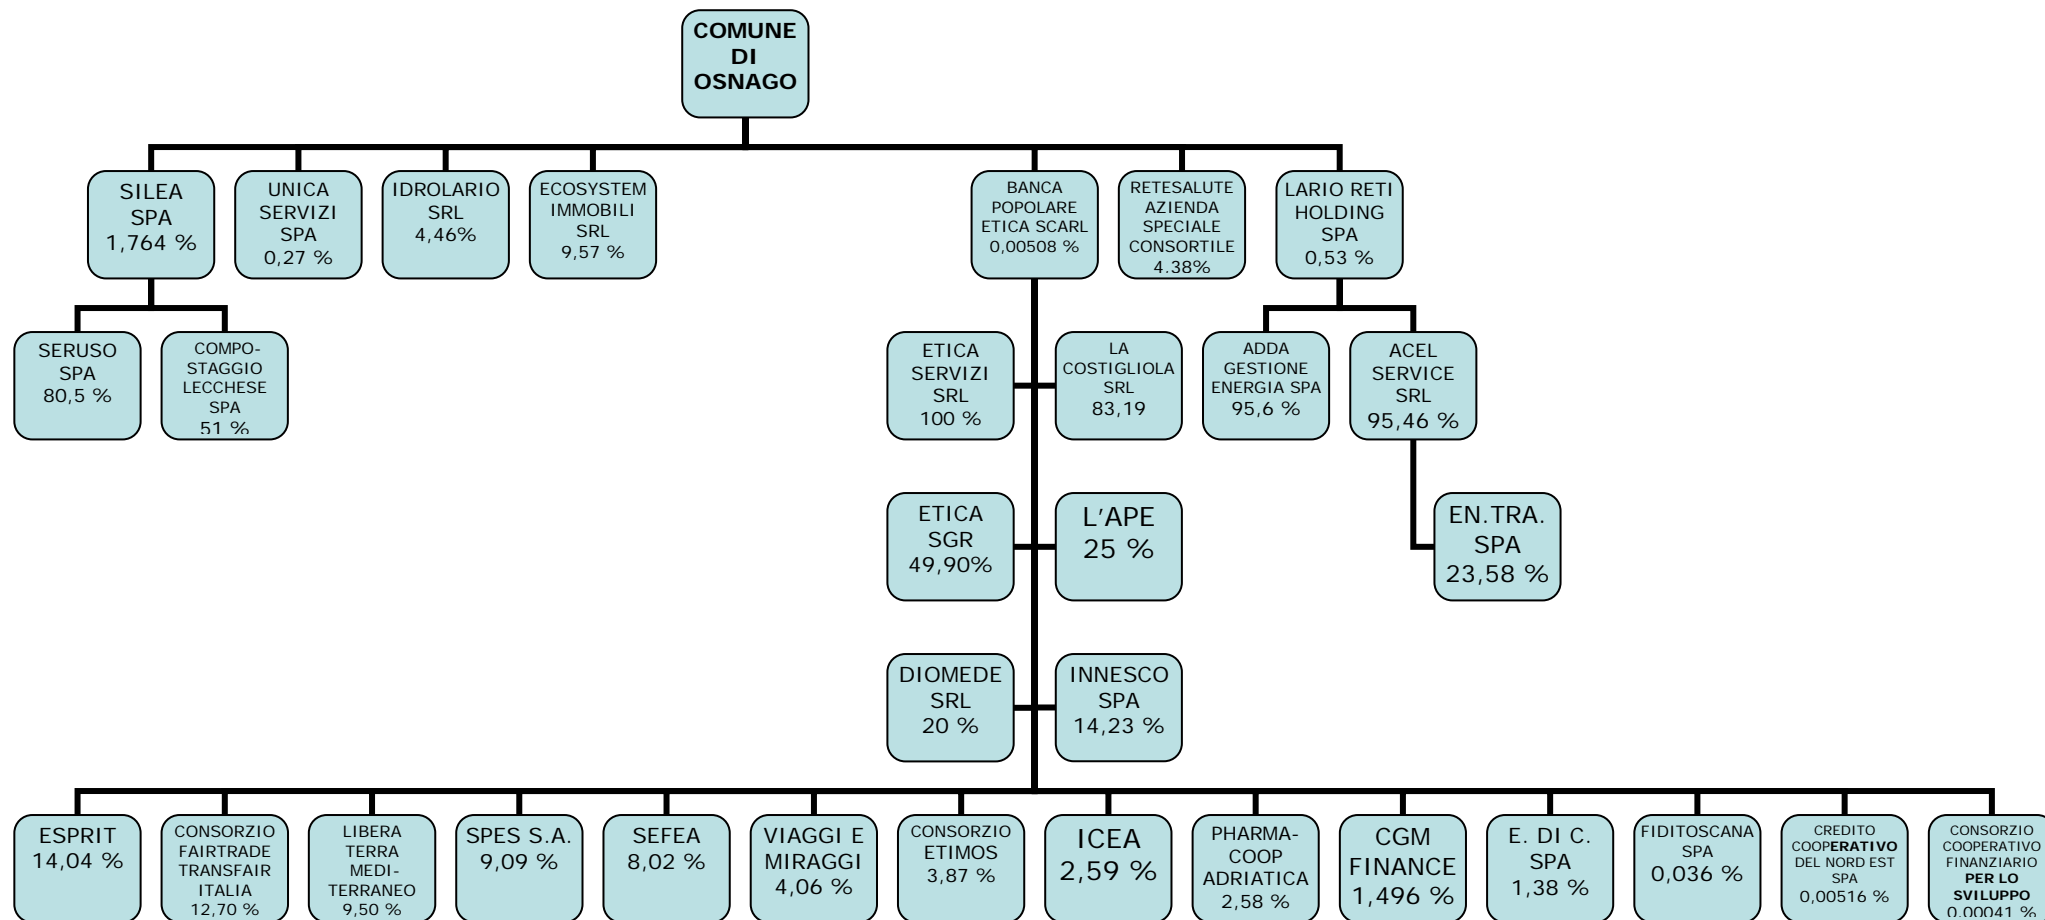 COMUNE
DI
OSNAGO
SILEA
SPA
1,764 %
UNICA
SERVIZI
SPA
0,27 %
IDROLARIO
SRL
4,46%
ECOSYSTEM
IMMOBILI
SRL
9,57 %
BANCA
POPOLARE
ETICA SCARL
0,00508 %
RETESALUTE
AZIENDA
SPECIALE
CONSORTILE
4.38%
LARIO RETI
HOLDING
SPA
0,53 %
SERUSO
SPA
80,5 %
COMPO-
STAGGIO
LECCHESE
SPA
51 %
ETICA
SERVIZI
SRL
100 %
LA
COSTIGLIOLA
SRL
83,19
ADDA
GESTIONE
ENERGIA SPA
95,6 %
ACEL
SERVICE
SRL
95,46 %
ETICA
SGR
49,90%
L'APE
25 %
EN.TRA.
SPA
23,58 %
DIOMEDE
SRL
20 %
INNESCO
SPA
14,23 %
ESPRIT
14,04 %
CONSORZIO
FAIRTRADE
TRANSFAIR
ITALIA
12,70 %
LIBERA
TERRA
MEDI-
TERRANEO
9,50 %
SPES S.A.
9,09 %
SEFEA
8,02 %
VIAGGI E
MIRAGGI
4,06 %
CONSORZIO
ETIMOS
3,87 %
ICEA
2,59 %
PHARMA-
COOP
ADRIATICA
2,58 %
CGM
FINANCE
1,496 %
E. DI C.
SPA
1,38 %
FIDITOSCANA
SPA
0,036 %
CREDITO
COOPERATIVO
DEL NORD EST
SPA
0,00516 %
CONSORZIO
COOPERATIVO
FINANZIARIO
PER LO
SVILUPPO
0,00041 %